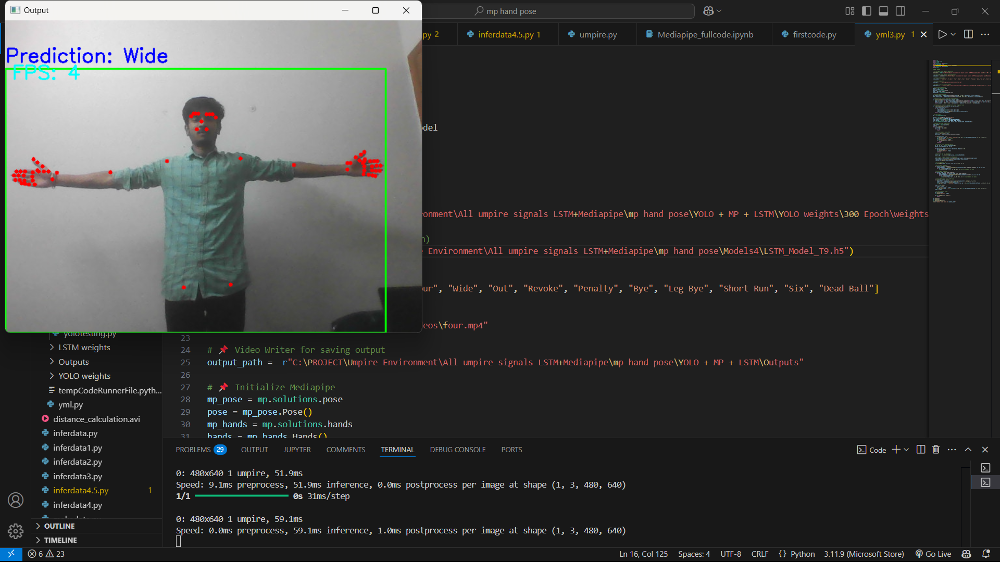 Output
mp hand pose
Prediction: Wide
FPS: 4
py 2
inferdata4.5.py 1
umpire.py
Mediapipe_fullcode.ipynb
firstcode.py
yml3.py 1
onment\All umpire signals LSTM+Mediapipe\mp hand pose\YOLO + MP + LSTM\YOLO weights\300 Epoch\weights
Environment\All umpire signals LSTM+Mediapipe\mp hand pose\Models4\LSTM_Model_T9.h5")
"Wide", "Out", "Revoke", "Penalty", "Bye", "Leg Bye", "Short Run", "Six", "Dead Ball"]
eos\four.mp4"
23
24 # 📌 Video Writer for saving output
25 output_path = r"C:\PROJECT\Umpire Environment\All umpire signals LSTM+Mediapipe\mp hand pose\YOLO + MP + LSTM\Outputs"
26
27 # 📌 Initialize Mediapipe
28 mp_pose = mp.solutions.pose
29 pose = mp_pose.Pose()
30 mp_hands = mp.solutions.hands
31 hands = mp_hands.Hands()
yolotesting.py
LSTM weights
Outputs
YOLO weights
tempCodeRunnerFile.pyth...
yml.py
distance_calculation.avi
inferdata.py
inferdata1.py
inferdata2.py
inferdata3.py
inferdata4.5.py 1
inferdata4.py
OUTLINE
TIMELINE
PROBLEMS 29 OUTPUT JUPYTER COMMENTS TERMINAL DEBUG CONSOLE PORTS
Code
0: 480x640 1 umpire, 51.9ms
Speed: 9.1ms preprocess, 51.9ms inference, 0.0ms postprocess per image at shape (1, 3, 480, 640)
1/1 0s 31ms/step
0: 480x640 1 umpire, 59.1ms
Speed: 0.0ms preprocess, 59.1ms inference, 1.0ms postprocess per image at shape (1, 3, 480, 640)
6 23
Ln 16, Col 125 Spaces: 4 UTF-8 CRLF {} Python 3.11.9 (Microsoft Store) Go Live